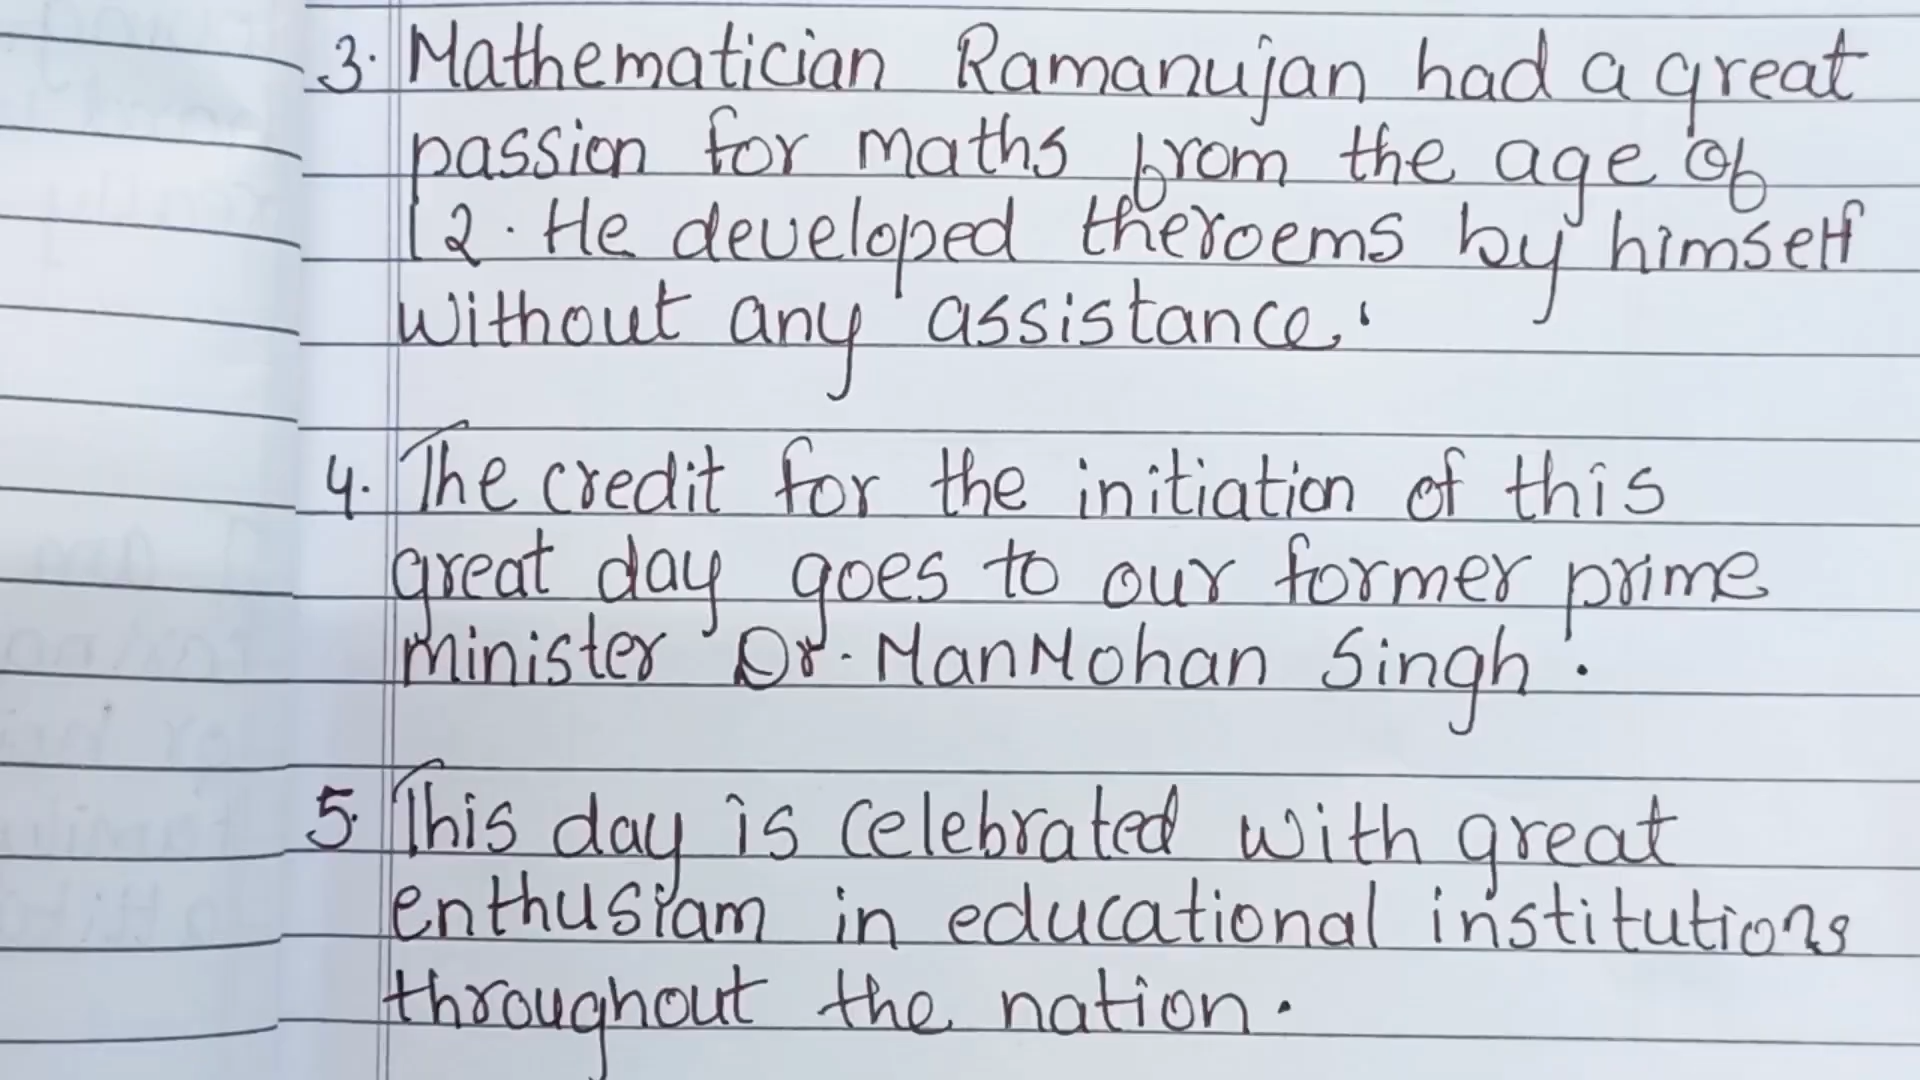 3. Mathematician Ramanujan had a great
passion for maths from the age of
12. He developed theroems by himself
without any assistance.
4. The credit for the initiation of this
great day goes to our former prime
minister Dr. ManMohan Singh.
5. This day is celebrated with great
enthusiam in educational institutions
throughout the nation.